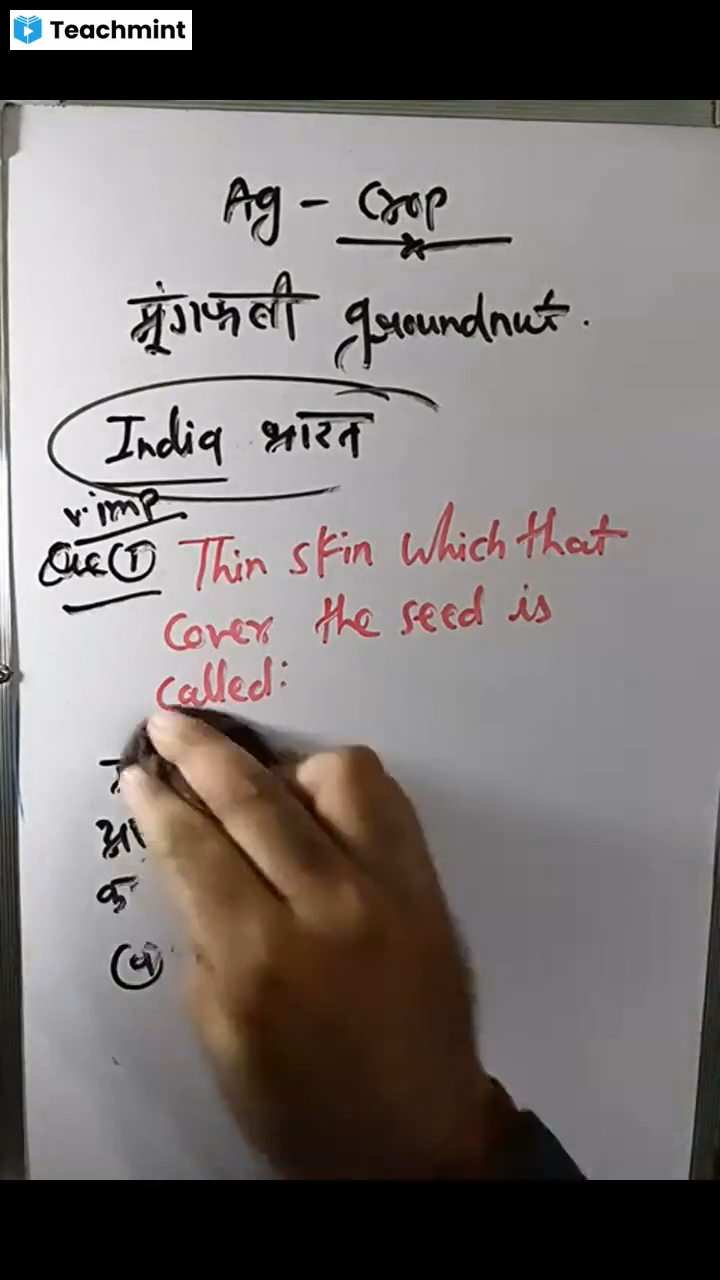 Teachmint
Ag - Crop
मूंगफली groundnut.
India भारत
v. imp
Que ① Thin skin which that
cover the seed is
called:
आ
क